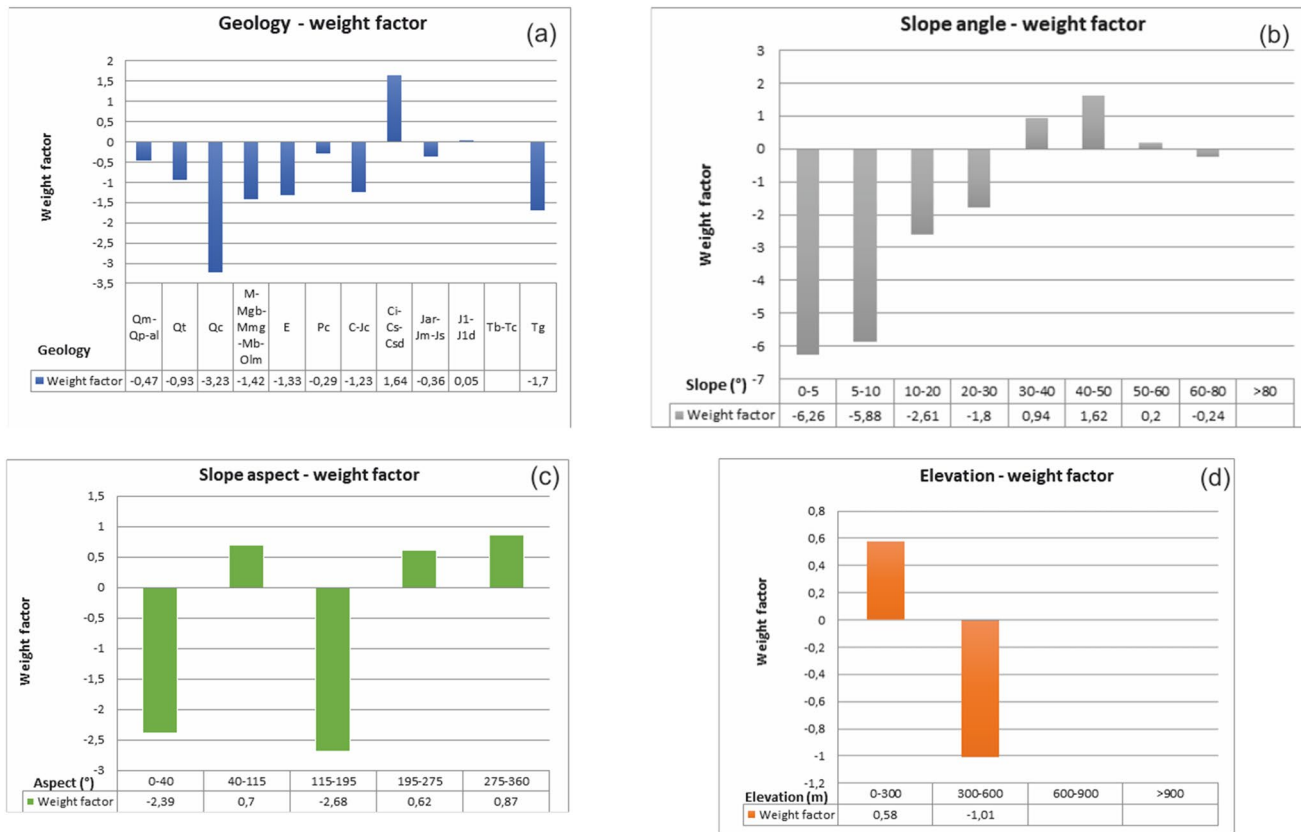 Geology - weight factor
(a)
2
1,5
1
0,5
0
-0,5
-1
-1,5
-2
-2,5
-3
-3,5
Weight factor
Geology
Qm-Qp-al Qt Qc M-Mgb-Mmg-Mb-Olm E Pc C-Jc Ci-Cs-Csd Jar-Jm-Js J1-J1d Tb-Tc Tg
Weight factor -0,47 -0,93 -3,23 -1,42 -1,33 -0,29 -1,23 1,64 -0,36 0,05 -1,7
Slope angle - weight factor
(b)
3
2
1
0
-1
-2
-3
-4
-5
-6
-7
Weight factor
Slope (°) 0-5 5-10 10-20 20-30 30-40 40-50 50-60 60-80 >80
Weight factor -6,26 -5,88 -2,61 -1,8 0,94 1,62 0,2 -0,24
Slope aspect - weight factor
(c)
1,5
1
0,5
0
-0,5
-1
-1,5
-2
-2,5
-3
Weight factor
Aspect (°) 0-40 40-115 115-195 195-275 275-360
Weight factor -2,39 0,7 -2,68 0,62 0,87
Elevation - weight factor
(d)
0,8
0,6
0,4
0,2
0
-0,2
-0,4
-0,6
-0,8
-1
-1,2
Weight factor
Elevation (m) 0-300 300-600 600-900 >900
Weight factor 0,58 -1,01